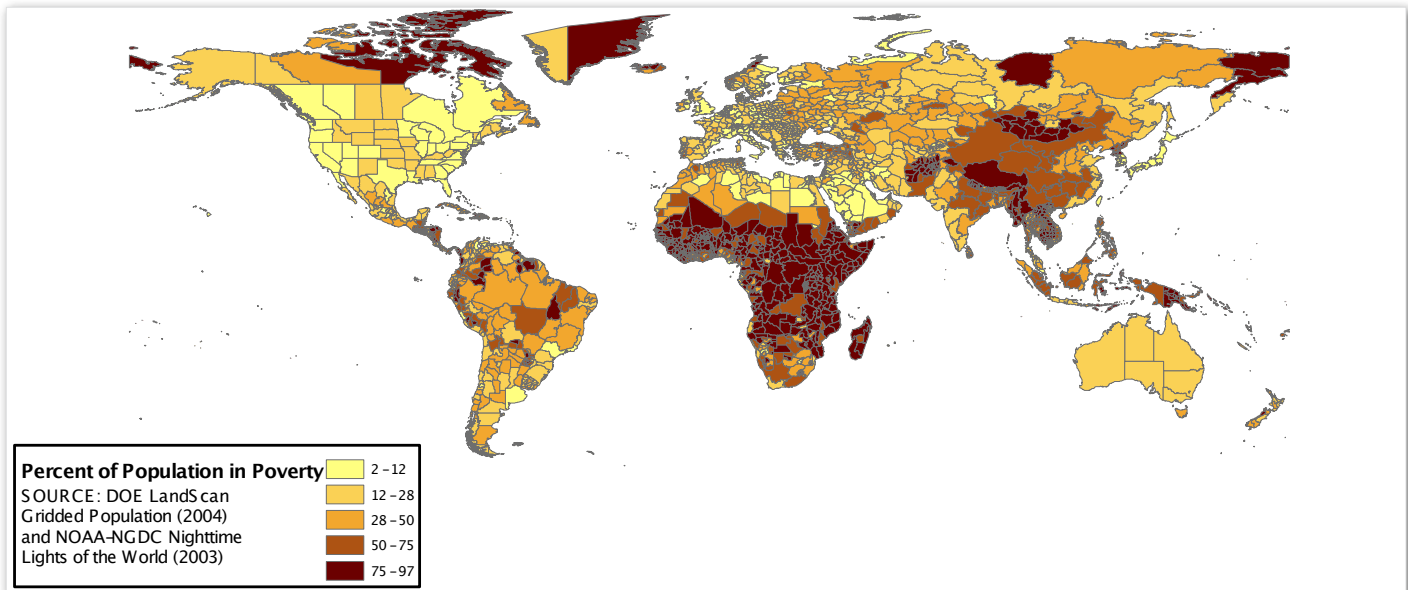 Percent of Population in Poverty
SOURCE: DOE LandScan
Gridded Population (2004)
and NOAA-NGDC Nighttime
Lights of the World (2003)
2 - 12
12 - 28
28 - 50
50 - 75
75 - 97